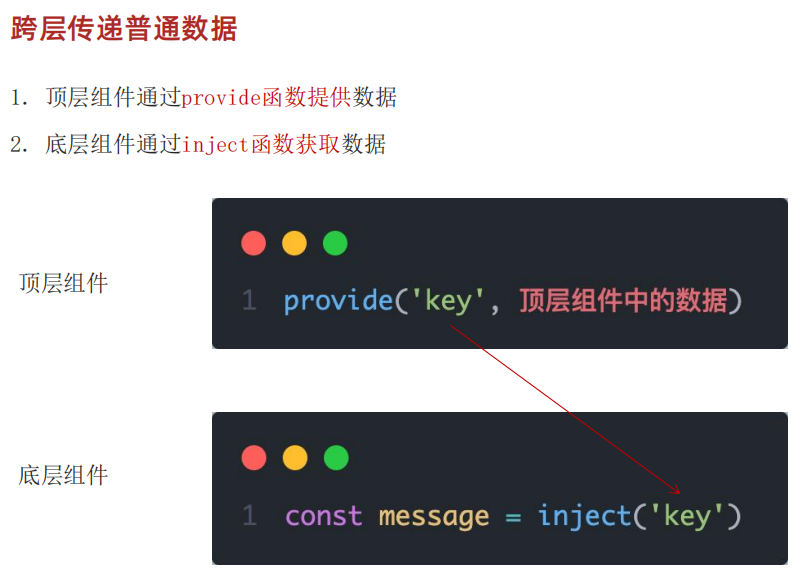 跨层传递普通数据
1. 顶层组件通过provide函数提供数据
2. 底层组件通过inject函数获取数据
顶层组件
1 provide('key', 顶层组件中的数据)
底层组件
1 const message = inject('key')